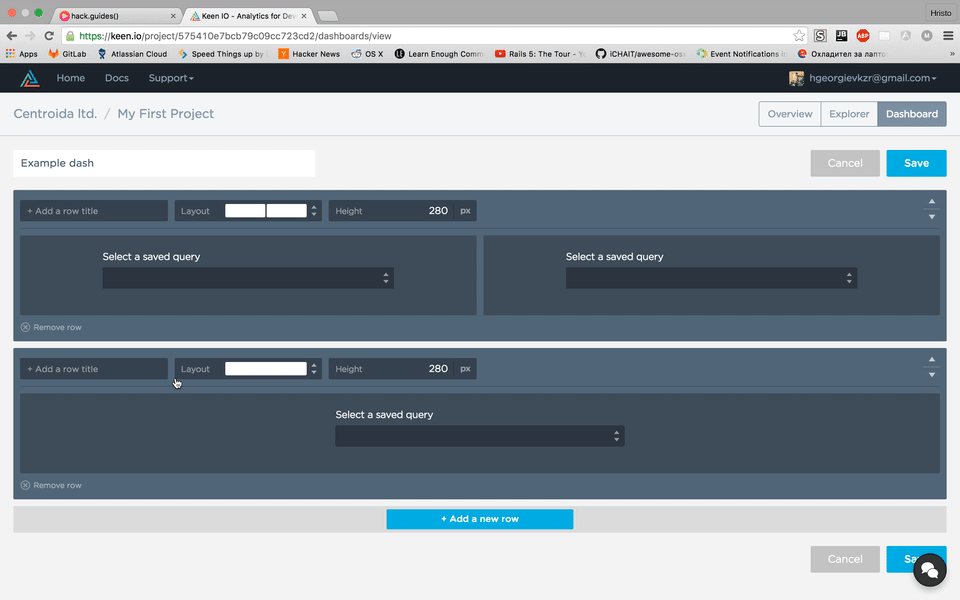 hack.guides()
Keen IO - Analytics for Dev
Hristo
https://keen.io/project/575410e7bcb79c09cc723cd2/dashboards/view
Apps
GitLab
Atlassian Cloud
Speed Things up by
Hacker News
OS X
Learn Enough Comm
Rails 5: The Tour - Y
iCHAIT/awesome-os
Event Notifications I
Охладител за лапто
»
Home
Docs
Support
hgeorgievkzr@gmail.com
Centroida ltd. / My First Project
Overview
Explorer
Dashboard
Example dash
Cancel
Save
+ Add a row title
Layout
Height
280
px
Select a saved query
Select a saved query
Remove row
+ Add a row title
Layout
Height
280
px
Select a saved query
Remove row
+ Add a new row
Cancel